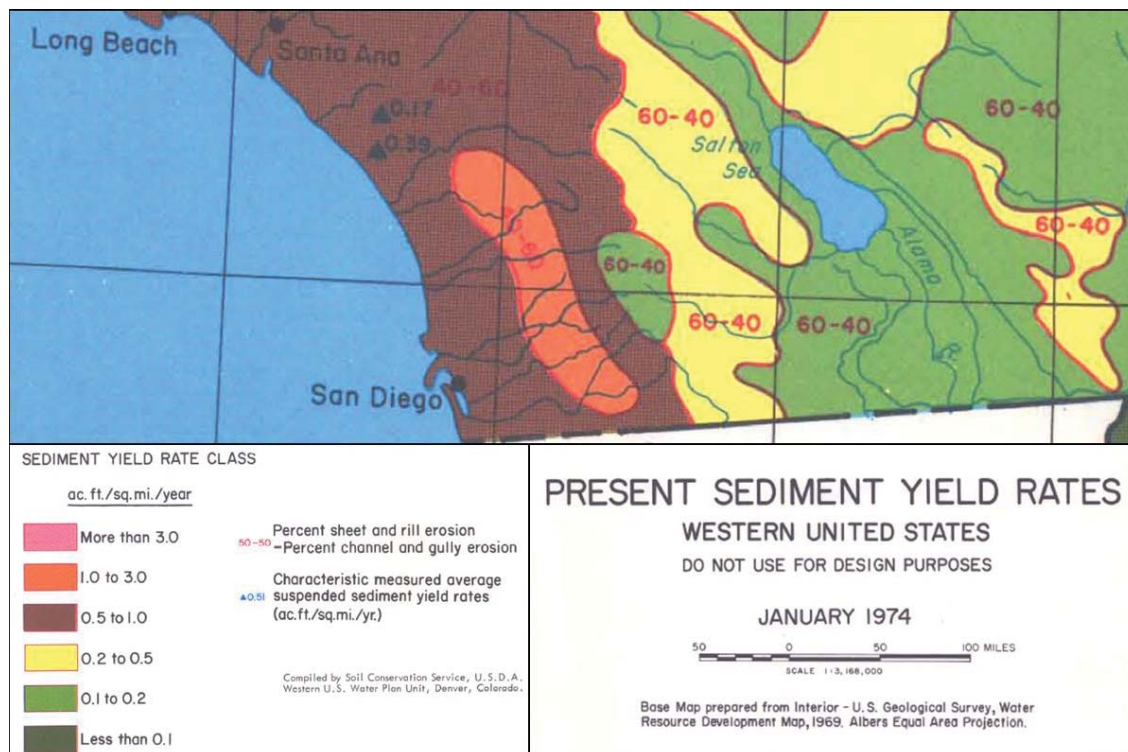 Long Beach
Santa Ana
40-60
0.17
0.39
60-40
60-40
Salton
Sea
60-40
60-40
Alamo
R.
60-40
60-40
60-40
San Diego
SEDIMENT YIELD RATE CLASS
ac. ft./sq. mi./year
More than 3.0
1.0 to 3.0
0.5 to 1.0
0.2 to 0.5
0.1 to 0.2
Less than 0.1
50-50 Percent sheet and rill erosion
-Percent channel and gully erosion
Characteristic measured average
0.51 suspended sediment yield rates
(ac.ft./sq.mi./yr.)
Compiled by Soil Conservation Service, U.S.D.A.
Western U.S. Water Plan Unit, Denver, Colorado.
PRESENT SEDIMENT YIELD RATES
WESTERN UNITED STATES
DO NOT USE FOR DESIGN PURPOSES
JANUARY 1974
50 0 50 100 MILES
SCALE 1:3,168,000
Base Map prepared from Interior - U.S. Geological Survey, Water
Resource Development Map, 1969. Albers Equal Area Projection.